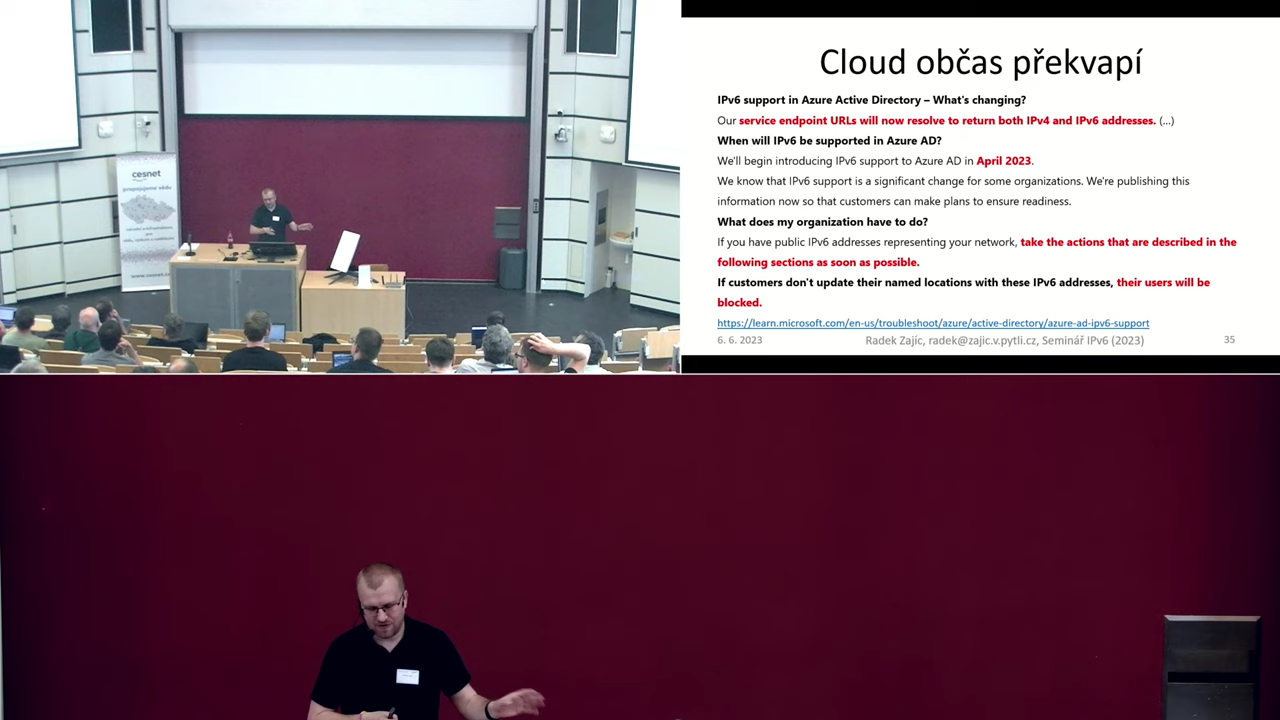 cesnet
propojujeme vědu
www.cesnet.c
Cloud občas překvapí
IPv6 support in Azure Active Directory – What's changing?
Our service endpoint URLs will now resolve to return both IPv4 and IPv6 addresses. (...)
When will IPv6 be supported in Azure AD?
We'll begin introducing IPv6 support to Azure AD in April 2023.
We know that IPv6 support is a significant change for some organizations. We're publishing this
information now so that customers can make plans to ensure readiness.
What does my organization have to do?
If you have public IPv6 addresses representing your network, take the actions that are described in the
following sections as soon as possible.
If customers don't update their named locations with these IPv6 addresses, their users will be
blocked.
https://learn.microsoft.com/en-us/troubleshoot/azure/active-directory/azure-ad-ipv6-support
6. 6. 2023
Radek Zajíc, radek@zajic.v.pytli.cz, Seminář IPv6 (2023)
35